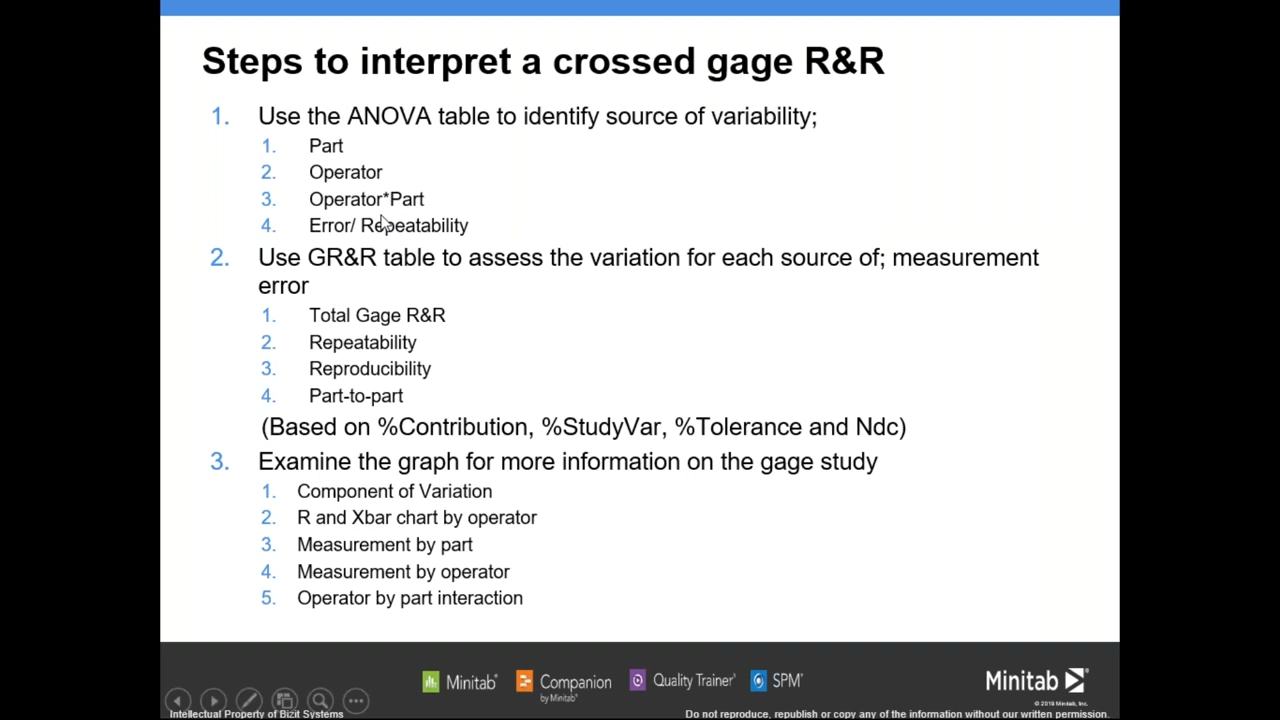 Steps to interpret a crossed gage R&R
1. Use the ANOVA table to identify source of variability;
1. Part
2. Operator
3. Operator*Part
4. Error/ Repeatability
2. Use GR&R table to assess the variation for each source of; measurement
error
1. Total Gage R&R
2. Repeatability
3. Reproducibility
4. Part-to-part
(Based on %Contribution, %StudyVar, %Tolerance and Ndc)
3. Examine the graph for more information on the gage study
1. Component of Variation
2. R and Xbar chart by operator
3. Measurement by part
4. Measurement by operator
5. Operator by part interaction
Minitab® Companion by Minitab® Quality Trainer® SPM® Minitab
© 2019 Minitab, Inc.
Intellectual Property of Bizit Systems
Do not reproduce, republish or copy any of the information without our written permission.